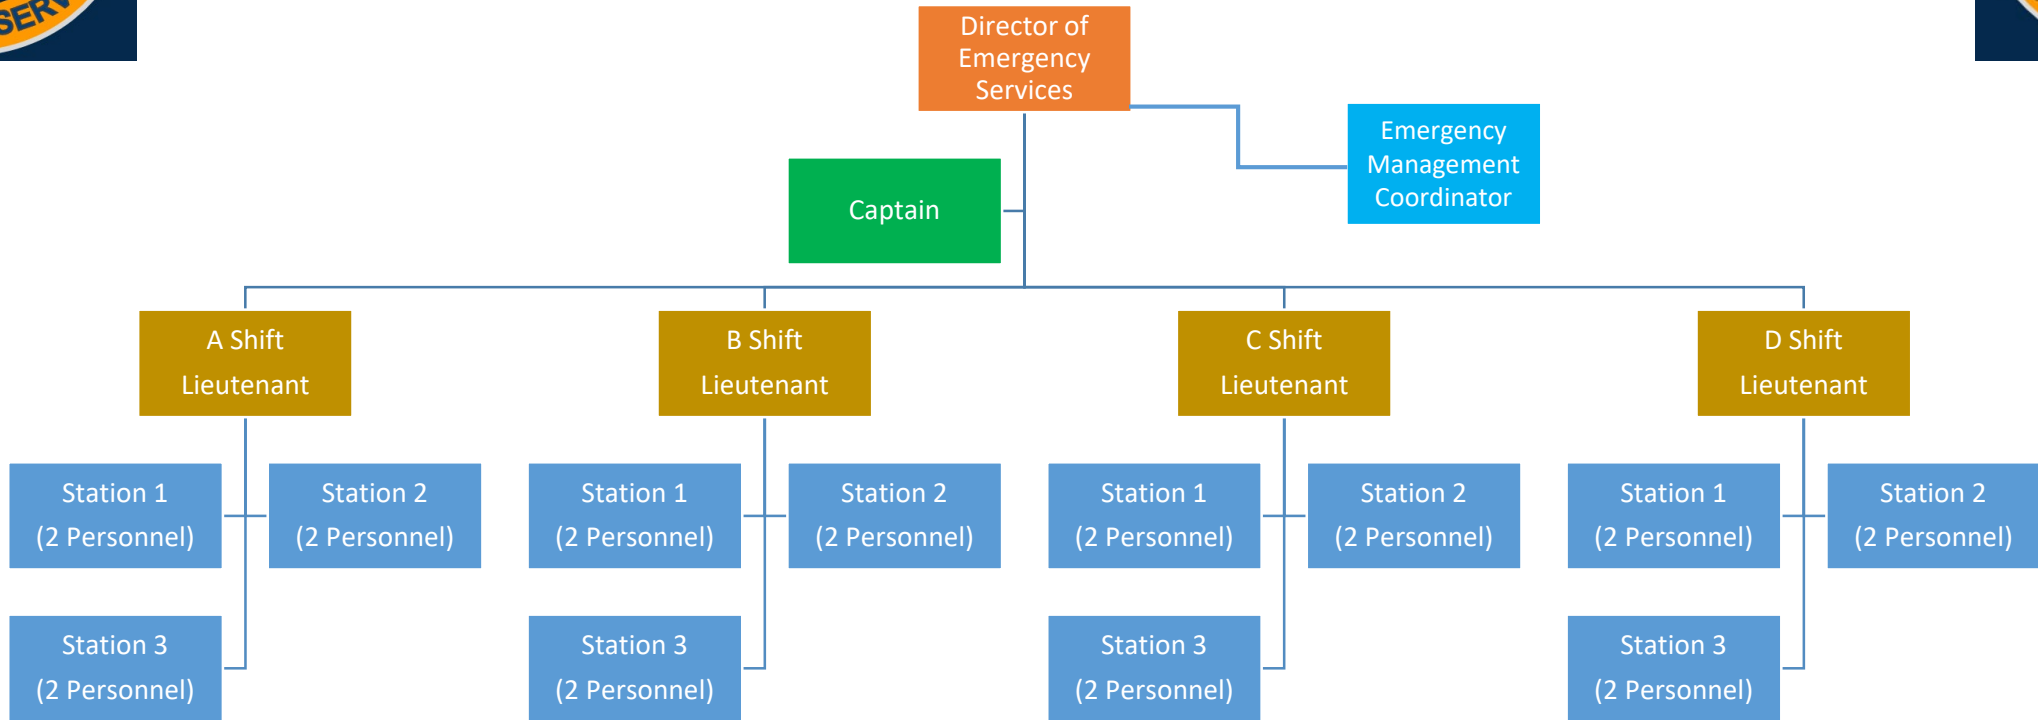 SERV
Director of
Emergency
Services
Emergency
Management
Coordinator
Captain
A Shift
Lieutenant
B Shift
Lieutenant
C Shift
Lieutenant
D Shift
Lieutenant
Station 1
(2 Personnel)
Station 2
(2 Personnel)
Station 1
(2 Personnel)
Station 2
(2 Personnel)
Station 1
(2 Personnel)
Station 2
(2 Personnel)
Station 1
(2 Personnel)
Station 2
(2 Personnel)
Station 3
(2 Personnel)
Station 3
(2 Personnel)
Station 3
(2 Personnel)
Station 3
(2 Personnel)